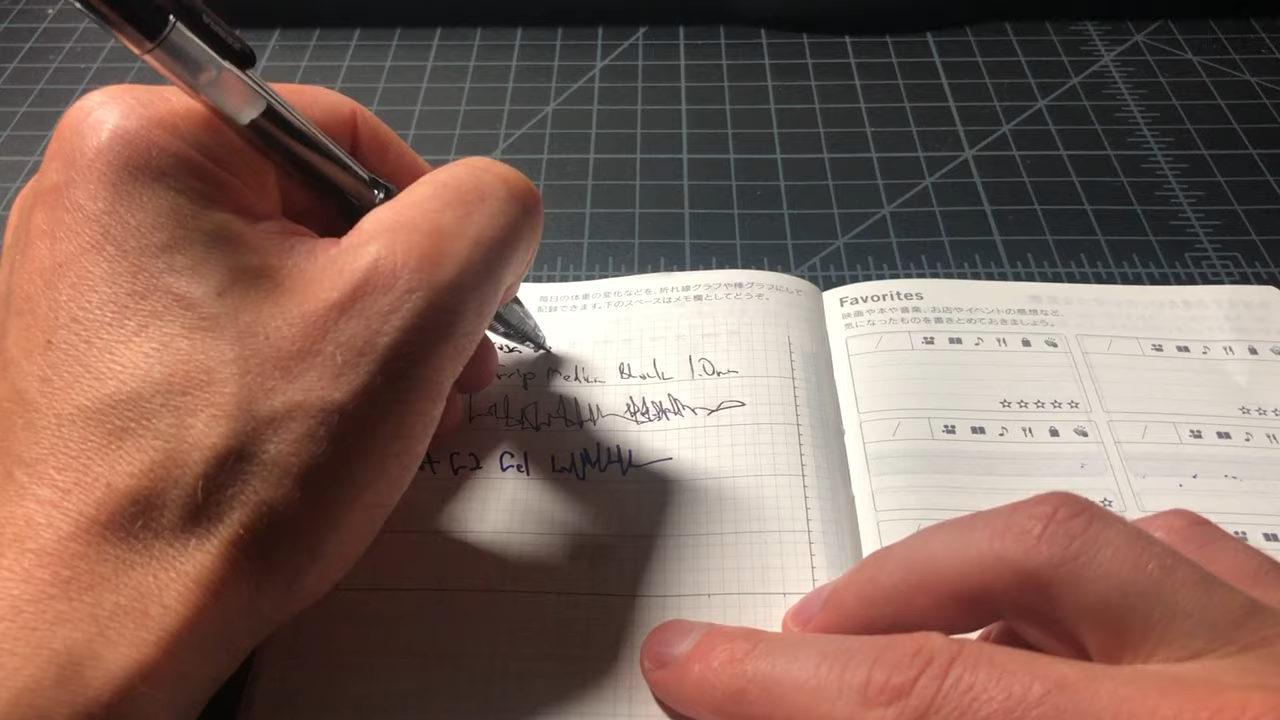 毎日の体重の変化などを、折れ線グラフや棒グラフにして
記録できます。下のスペースはメモ欄としてどうぞ。
Grip Medium Black 1.0mm
G2 Gel
Favorites
映画や本や音楽、お店やイベントの感想など、
気になったものを書きとめておきましょう。